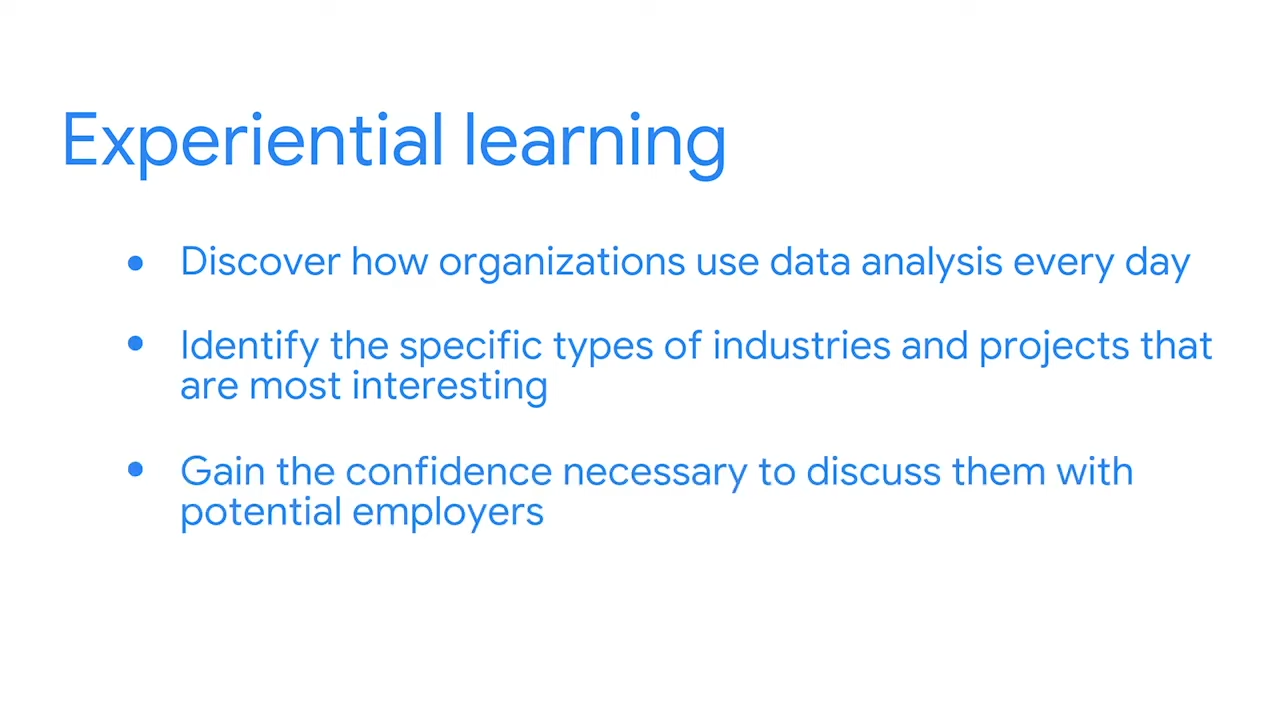 Experiential learning
• Discover how organizations use data analysis every day
• Identify the specific types of industries and projects that
are most interesting
• Gain the confidence necessary to discuss them with
potential employers